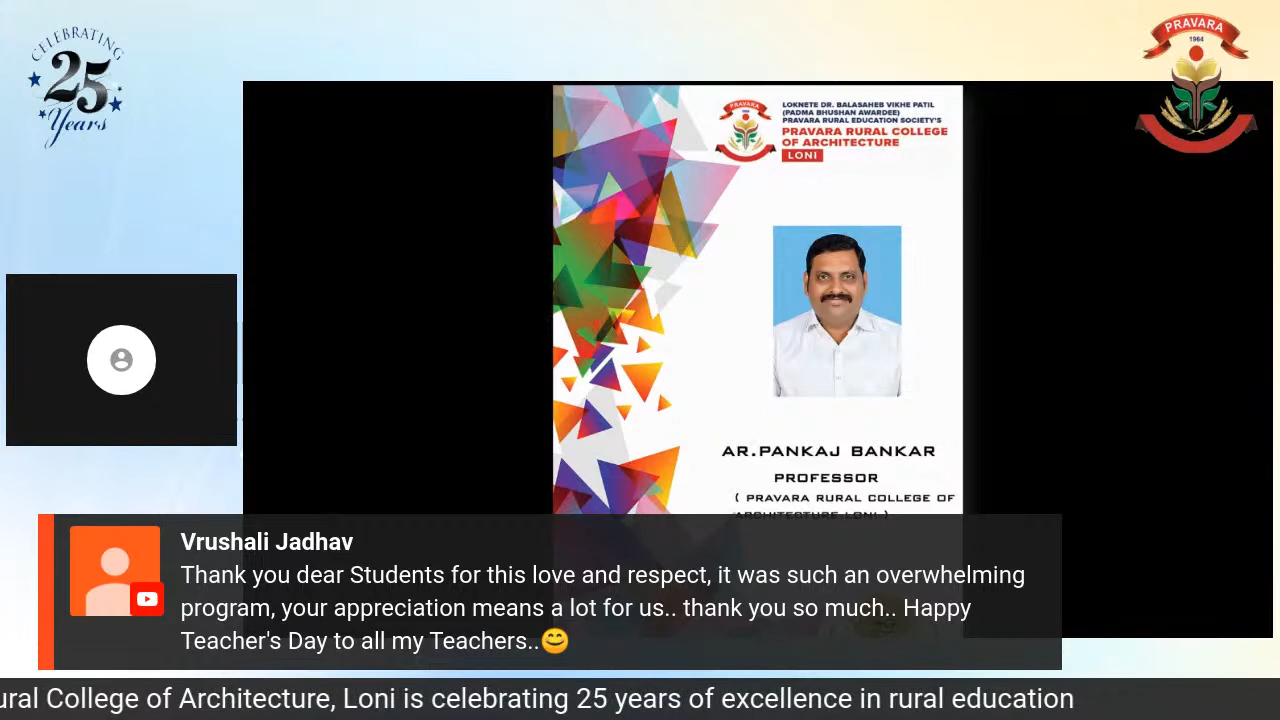 CELEBRATING
25
Years
PRAVARA
1964
PRAVARA
LOKNETE DR. BALASAHEB VIKHE PATIL
(PADMA BHUSHAN AWARDEE)
PRAVARA RURAL EDUCATION SOCIETY'S
PRAVARA RURAL COLLEGE
OF ARCHITECTURE
LONI
AR.PANKAJ BANKAR
PROFESSOR
( PRAVARA RURAL COLLEGE OF
ARCHITECTURE,LONI )
Vrushali Jadhav
Thank you dear Students for this love and respect, it was such an overwhelming
program, your appreciation means a lot for us.. thank you so much.. Happy
Teacher's Day to all my Teachers..😊
ural College of Architecture, Loni is celebrating 25 years of excellence in rural education